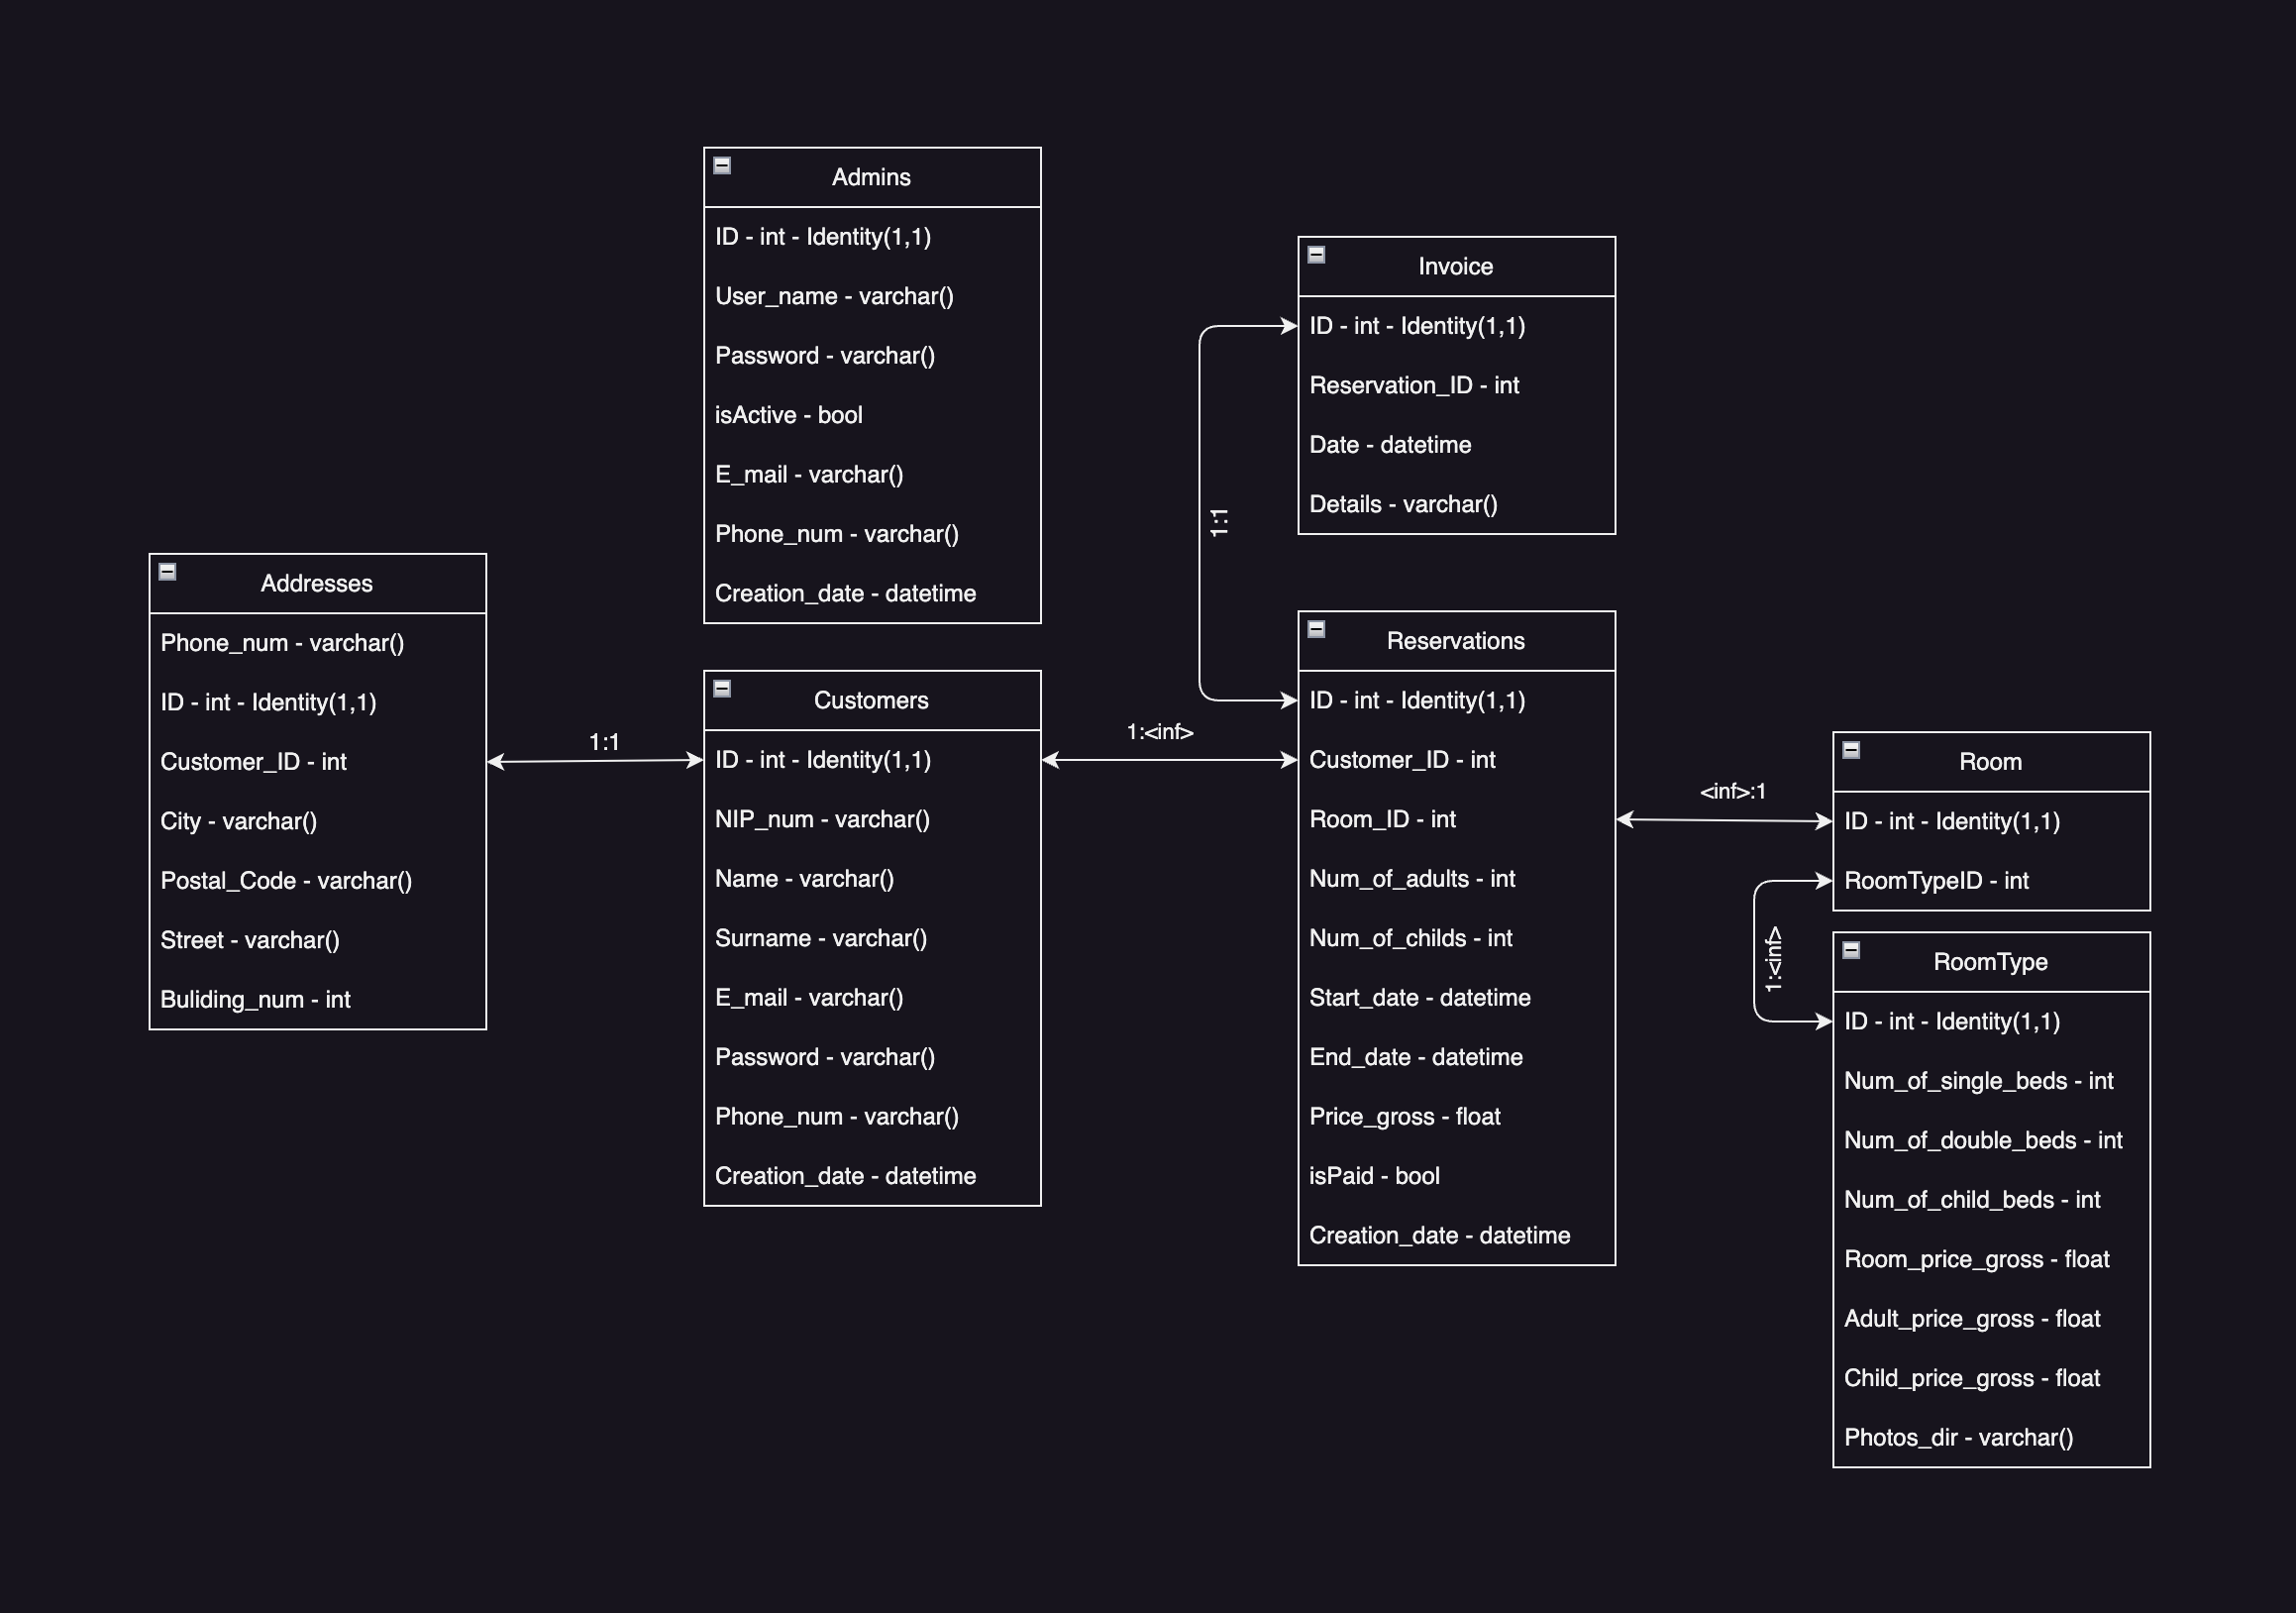 Admins
ID - int - Identity(1,1)
User_name - varchar()
Password - varchar()
isActive - bool
E_mail - varchar()
Phone_num - varchar()
Creation_date - datetime
Invoice
ID - int - Identity(1,1)
Reservation_ID - int
Date - datetime
Details - varchar()
1:1
Addresses
Phone_num - varchar()
ID - int - Identity(1,1)
Customer_ID - int
City - varchar()
Postal_Code - varchar()
Street - varchar()
Buliding_num - int
1:1
Customers
ID - int - Identity(1,1)
NIP_num - varchar()
Name - varchar()
Surname - varchar()
E_mail - varchar()
Password - varchar()
Phone_num - varchar()
Creation_date - datetime
1:<inf>
Reservations
ID - int - Identity(1,1)
Customer_ID - int
Room_ID - int
Num_of_adults - int
Num_of_childs - int
Start_date - datetime
End_date - datetime
Price_gross - float
isPaid - bool
Creation_date - datetime
<inf>:1
Room
ID - int - Identity(1,1)
RoomTypeID - int
1:<inf>
RoomType
ID - int - Identity(1,1)
Num_of_single_beds - int
Num_of_double_beds - int
Num_of_child_beds - int
Room_price_gross - float
Adult_price_gross - float
Child_price_gross - float
Photos_dir - varchar()